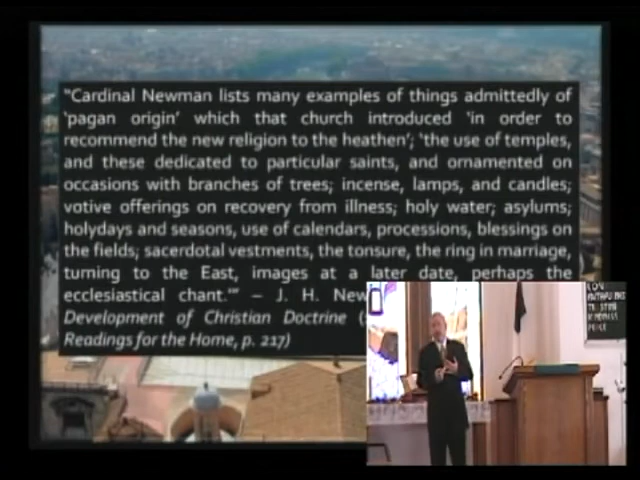 "Cardinal Newman lists many examples of things admittedly of
'pagan origin' which that church introduced 'in order to
recommend the new religion to the heathen'; 'the use of temples,
and these dedicated to particular saints, and ornamented on
occasions with branches of trees; incense, lamps, and candles;
votive offerings on recovery from illness; holy water; asylums;
holydays and seasons, use of calendars, processions, blessings on
the fields; sacerdotal vestments, the tonsure, the ring in marriage,
turning to the East, images at a later date, perhaps the
ecclesiastical chant.'" – J. H. New
Development of Christian Doctrine (
Readings for the Home, p. 217)